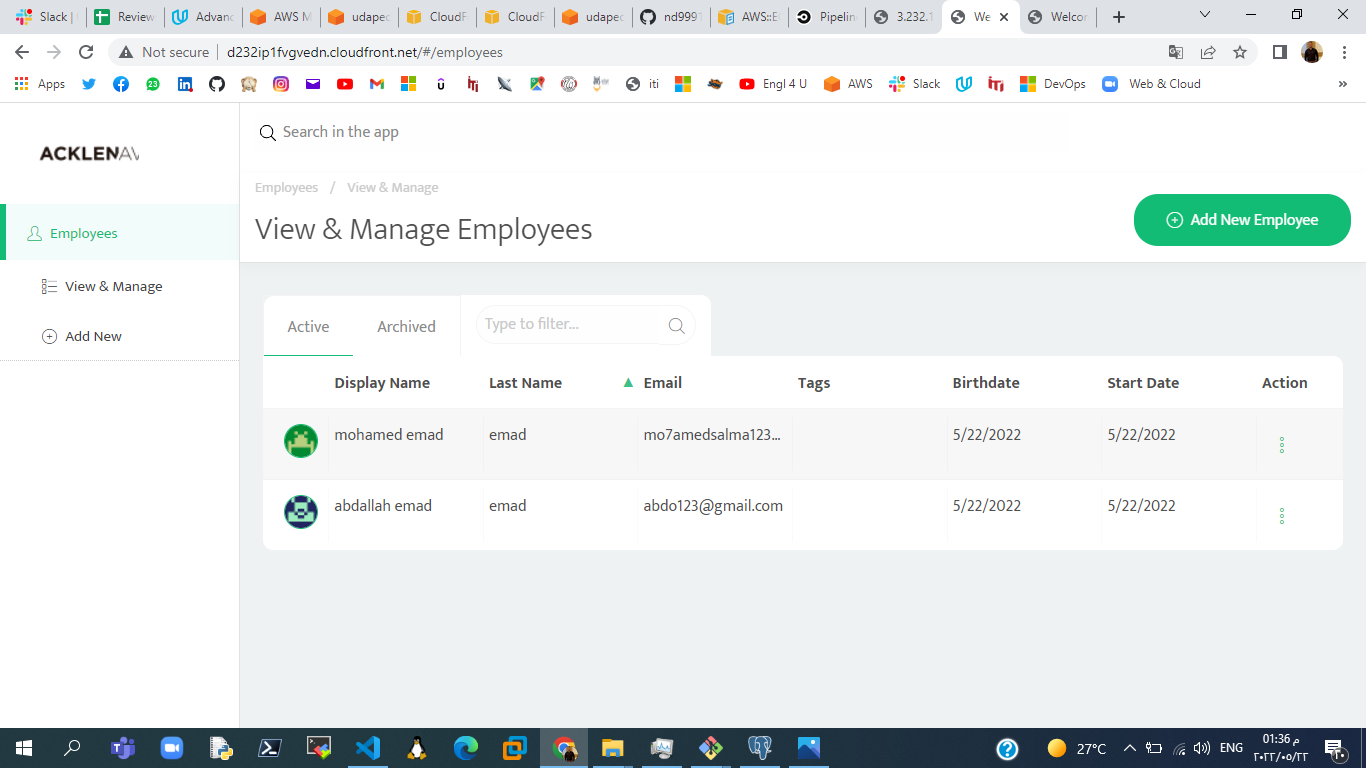 Slack |
Review
Advanc
AWS M
udapec
CloudF
CloudF
udapec
nd9991
AWS::E
Pipelin
3.232.1
We
Welcor
Not secure
d232ip1fvgvedn.cloudfront.net/#/employees
Apps
iti
Engl 4 U
AWS
Slack
DevOps
Web & Cloud
»
ACKLENAV
Search in the app
Employees / View & Manage
View & Manage Employees
Add New Employee
Employees
View & Manage
Add New
Active Archived Type to filter...
Display Name Last Name ▲ Email Tags Birthdate Start Date Action
mohamed emad emad mo7amedsalma123... 5/22/2022 5/22/2022
abdallah emad emad abdo123@gmail.com 5/22/2022 5/22/2022
27°C ENG
01:36 م
٢٠٢٢/٠٥/٢٢